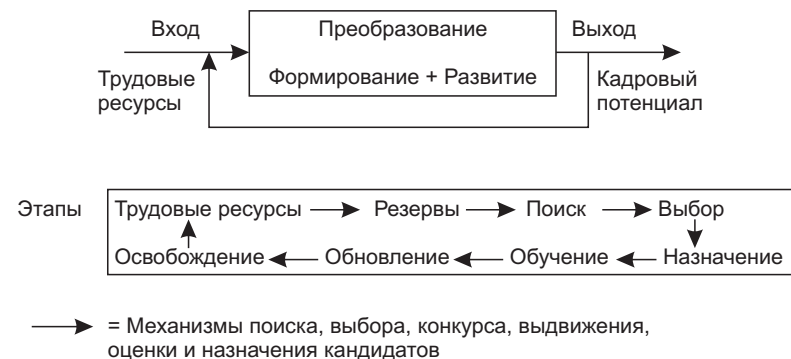 Вход Преобразование Выход
Трудовые Формирование + Развитие Кадровый
ресурсы потенциал
Этапы Трудовые ресурсы Резервы Поиск Выбор
Освобождение Обновление Обучение Назначение
= Механизмы поиска, выбора, конкурса, выдвижения,
оценки и назначения кандидатов